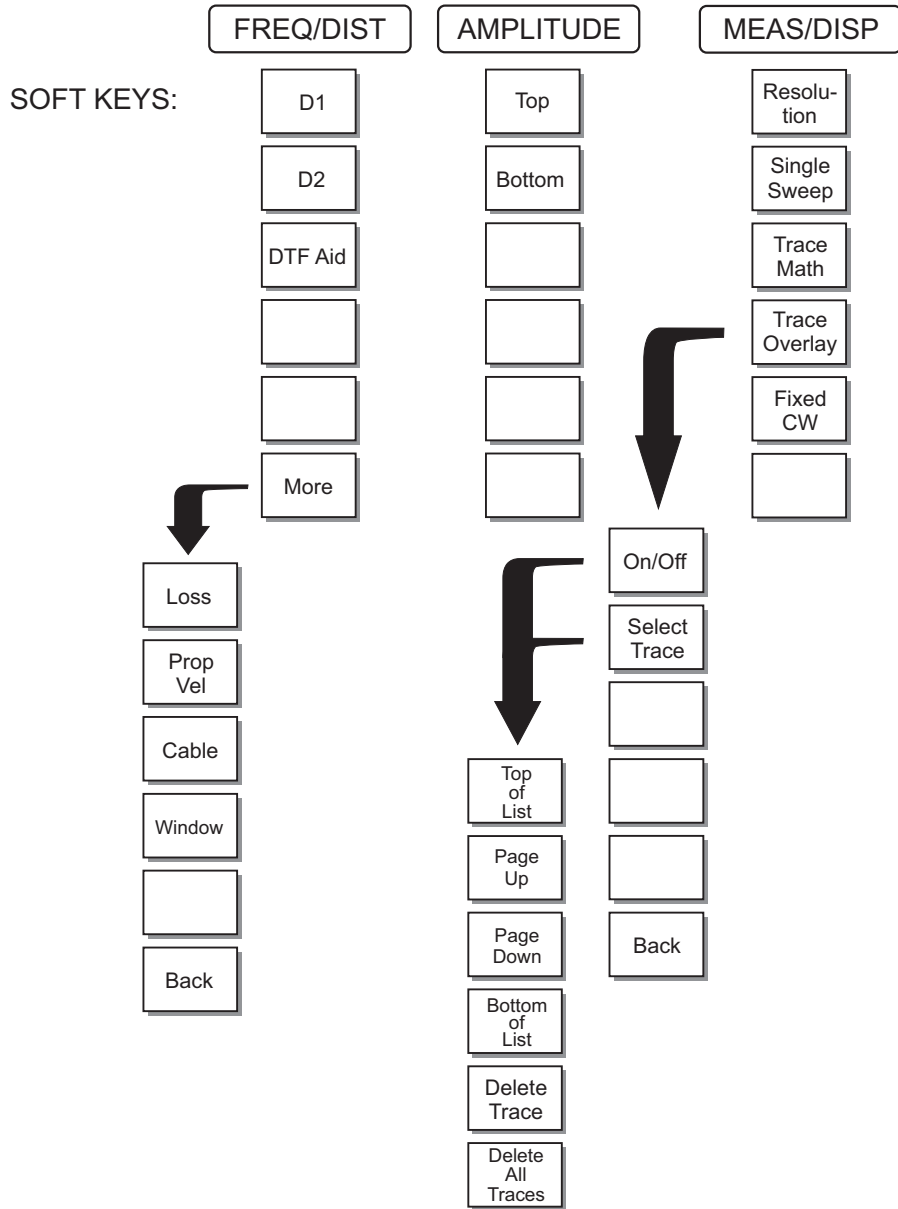 FREQ/DIST
AMPLITUDE
MEAS/DISP
SOFT KEYS:
D1
D2
DTF Aid
More
Loss
Prop
Vel
Cable
Window
Back
Top
Bottom
Resolu-
tion
Single
Sweep
Trace
Math
Trace
Overlay
Fixed
CW
On/Off
Select
Trace
Back
Top
of
List
Page
Up
Page
Down
Bottom
of
List
Delete
Trace
Delete
All
Traces